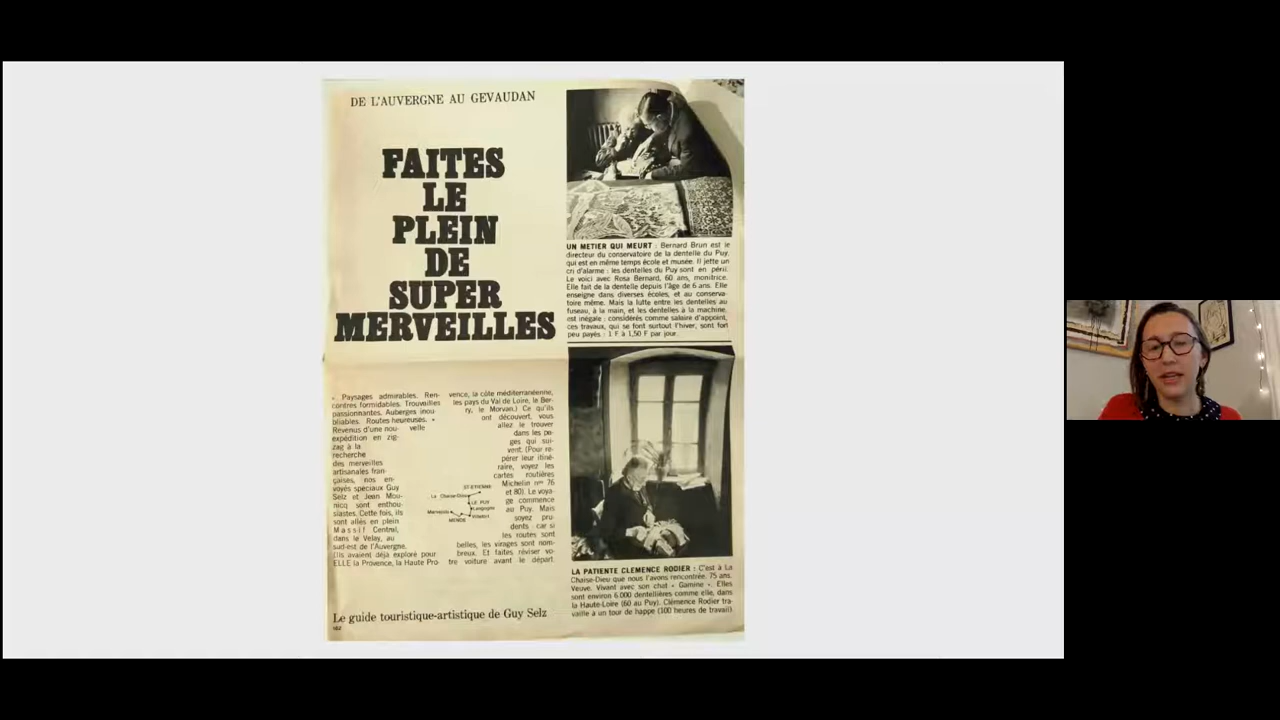 DE L'AUVERGNE AU GEVAUDAN
FAITES
LE
PLEIN
DE
SUPER
MERVEILLES
« Paysages admirables. Ren-
contres formidables. Trouvailles
passionnantes. Auberges inou-
bliables. Routes heureuses. »
Revenus d'une nou- velle
expédition en zig-
zag à la
recherche
des merveilles
artisanales fran-
çaises, nos en-
voyés spéciaux Guy
Selz et Jean Mou-
nicq sont enthou-
siastes. Cette fois, ils
sont allés en plein
Massif Central,
dans le Velay, au
sud-est de l'Auvergne.
(Ils avaient déjà exploré pour
ELLE la Provence, la Haute Pro-
vence, la côte méditerranéenne,
les pays du Val de Loire, le Ber-
ry, le Morvan.) Ce qu'ils
ont découvert, vous
allez le trouver
dans les pa-
ges qui sui-
vent. (Pour re-
pérer leur itiné-
raire, voyez les
cartes routières
Michelin nos 76
et 80). Le voya-
ge commence
au Puy. Mais
soyez pru-
dents : car si
les routes sont
belles, les virages sont nom-
breux. Et faites réviser vo-
tre voiture avant le départ.
ST-ETIENNE
La Chaise-Dieu
LE PUY
Langogne
Marvejols
MENDE
Le guide touristique-artistique de Guy Selz
UN METIER QUI MEURT : Bernard Brun est le
directeur du conservatoire de la dentelle du Puy,
qui est en même temps école et musée. Il jette un
cri d'alarme : les dentelles du Puy sont en péril.
Le voici avec Rosa Bernard, 60 ans, monitrice.
Elle fait de la dentelle depuis l'âge de 6 ans. Elle
enseigne dans diverses écoles, et au conserva-
toire même. Mais la lutte entre les dentelles au
fuseau, à la main, et les dentelles à la machine,
est inégale : considérés comme salaire d'appoint,
ces travaux, qui se font surtout l'hiver, sont fort
peu payés : 1 F à 1,50 F par jour.
LA PATIENTE CLEMENCE RODIER : C'est à La
Chaise-Dieu que nous l'avons rencontrée. 75 ans.
Veuve. Vivant avec son chat « Gamine ». Elles
sont environ 6 000 dentellières comme elle, dans
la Haute-Loire (60 au Puy). Clémence Rodier tra-
vaille à un tour de nappe (100 heures de travail)